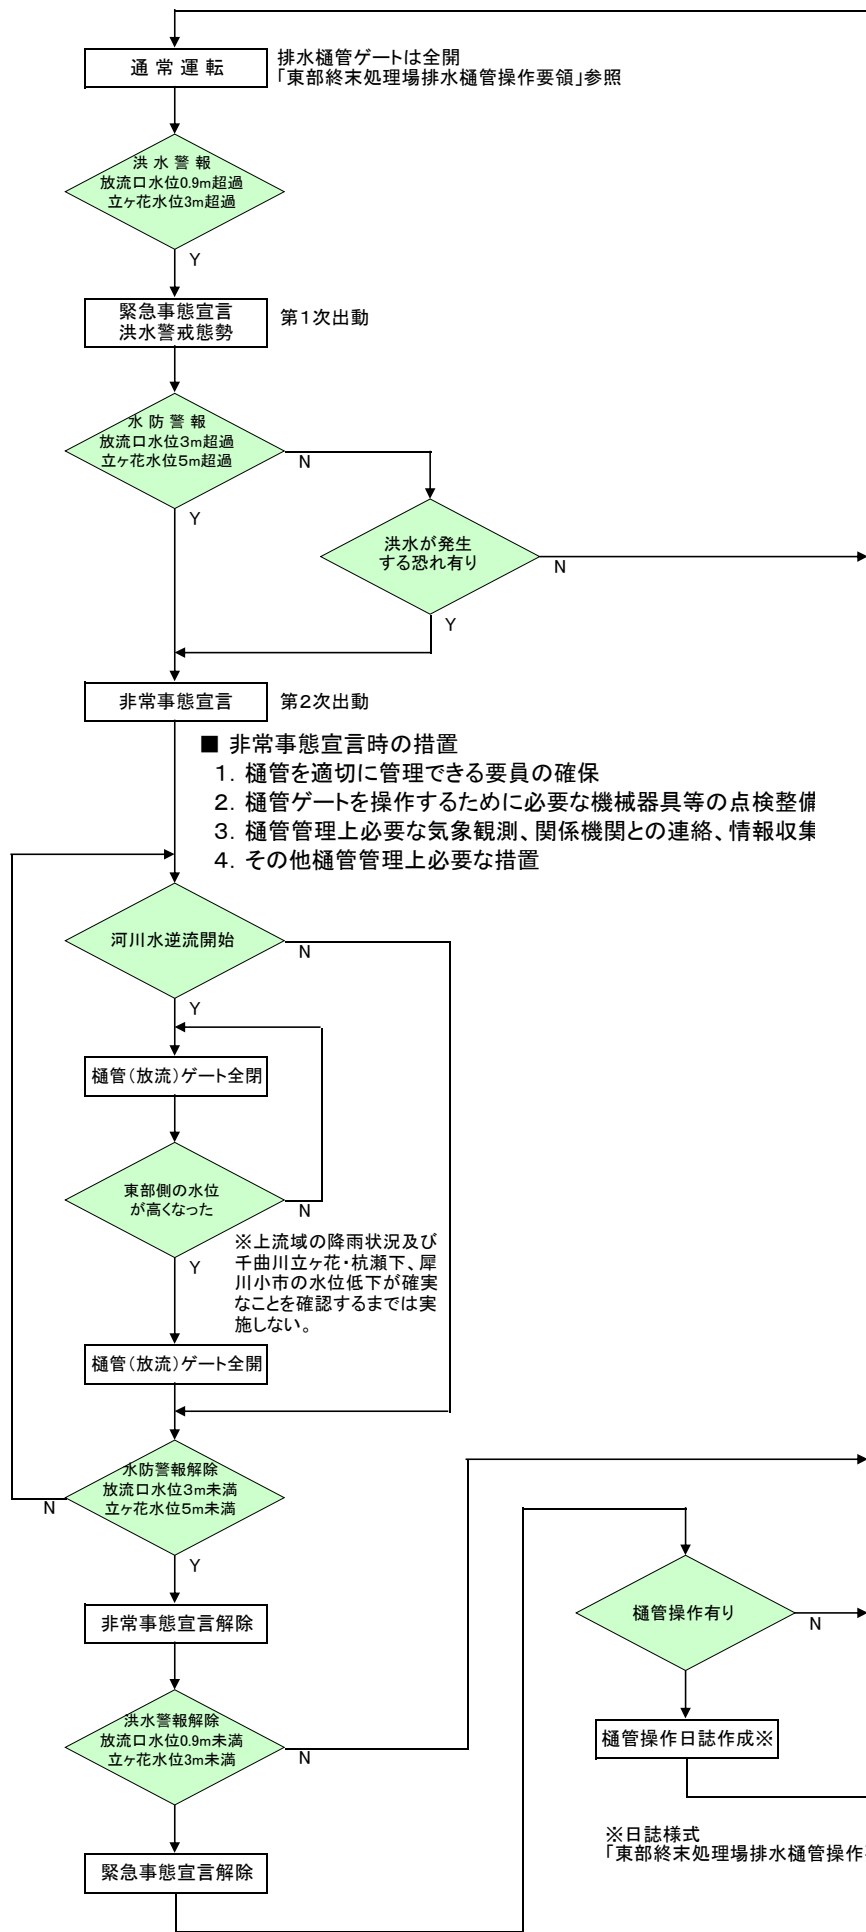 通 常 運 転
排水樋管ゲートは全開
「東部終末処理場排水樋管操作要領」参照
洪 水 警 報
放流口水位0.9m超過
立ヶ花水位3m超過
Y
緊急事態宣言
洪水警戒態勢
第1次出動
水 防 警 報
放流口水位3m超過
立ヶ花水位5m超過
N
Y
洪水が発生
する恐れ有り
N
Y
非常事態宣言
第2次出動
■ 非常事態宣言時の措置
1. 樋管を適切に管理できる要員の確保
2. 樋管ゲートを操作するために必要な機械器具等の点検整備
3. 樋管管理上必要な気象観測、関係機関との連絡、情報収集
4. その他樋管管理上必要な措置
河川水逆流開始
N
Y
樋管(放流)ゲート全閉
東部側の水位
が高くなった
N
Y
※上流域の降雨状況及び
千曲川立ヶ花・杭瀬下、犀
川小市の水位低下が確実
なことを確認するまでは実
施しない。
樋管(放流)ゲート全開
水防警報解除
放流口水位3m未満
立ヶ花水位5m未満
N
Y
非常事態宣言解除
洪水警報解除
放流口水位0.9m未満
立ヶ花水位3m未満
N
緊急事態宣言解除
樋管操作有り
N
樋管操作日誌作成※
※日誌様式
「東部終末処理場排水樋管操作